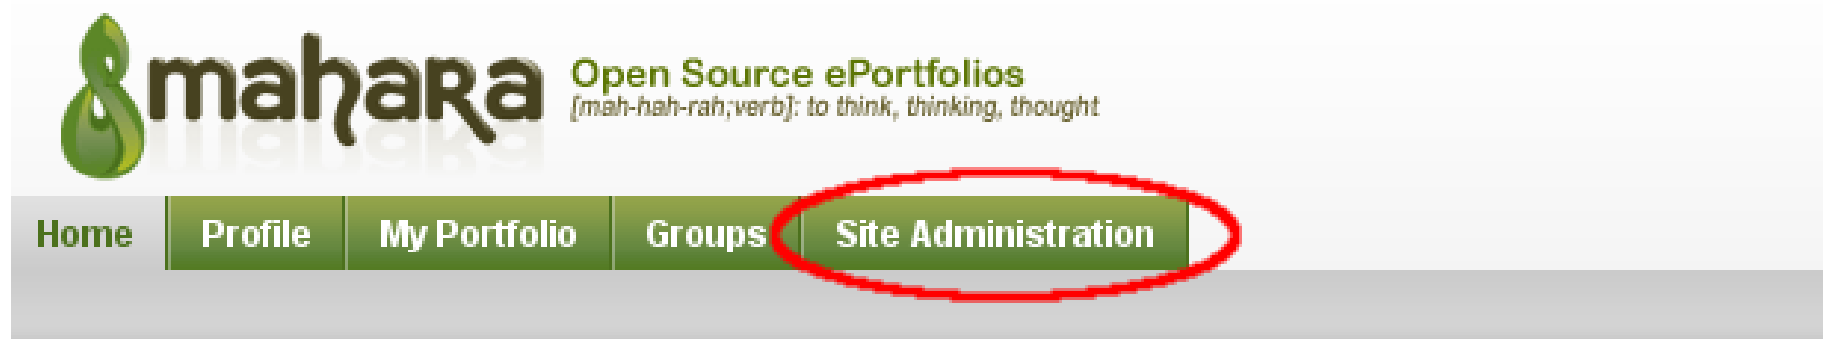 mahara
Open Source ePortfolios
[mah-hah-rah;verb]: to think, thinking, thought
Home Profile My Portfolio Groups Site Administration